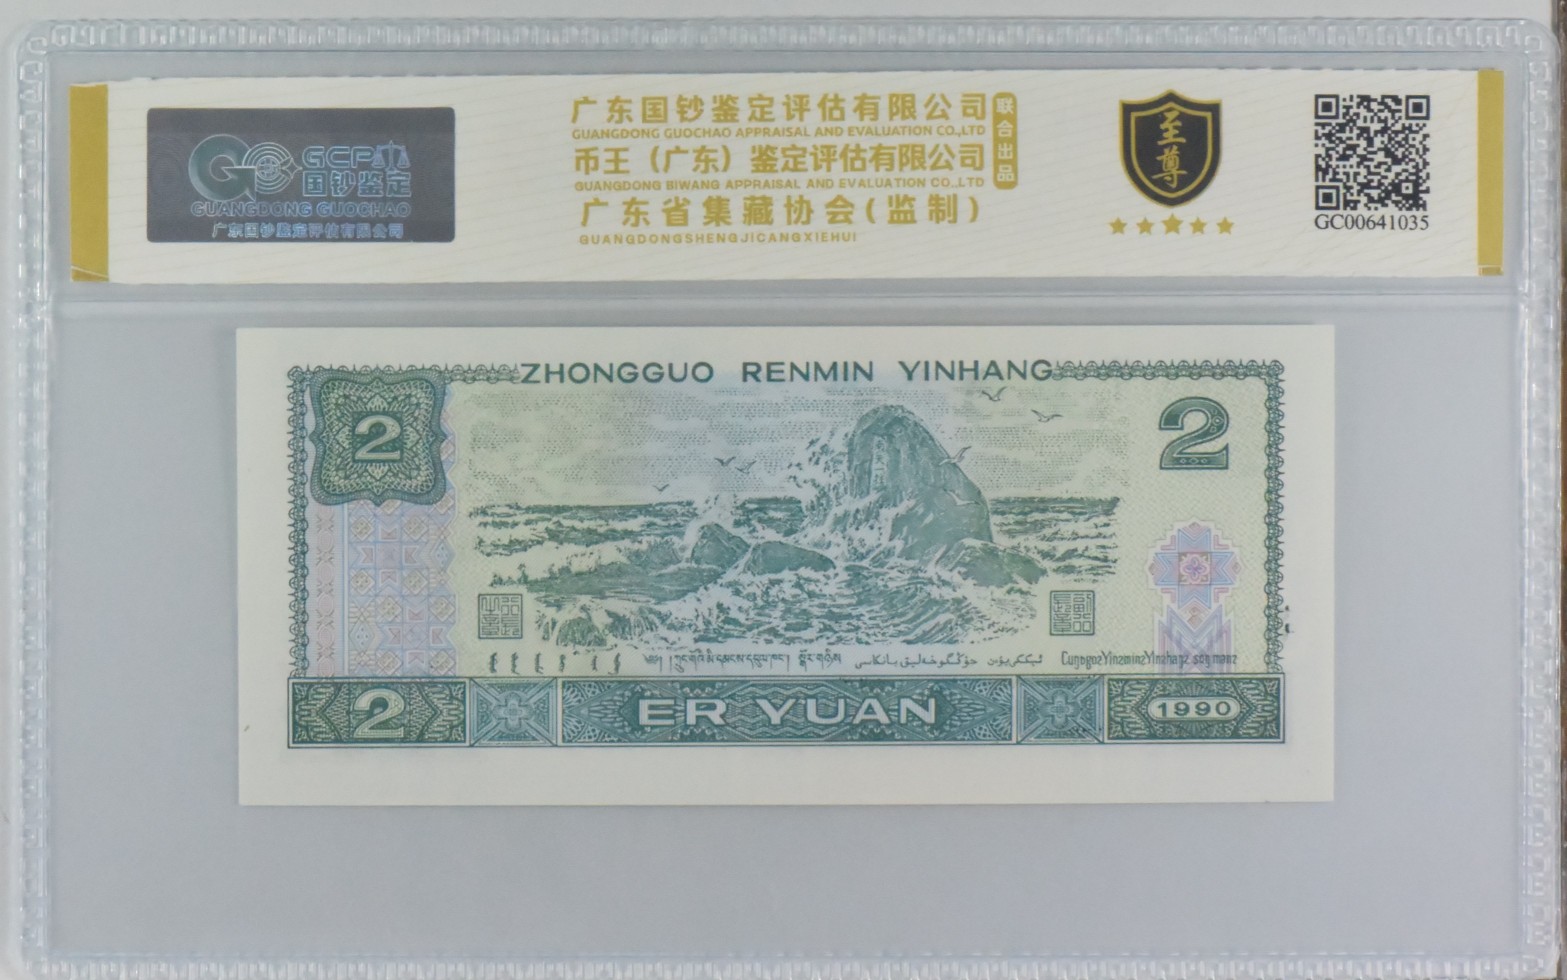 GCP
国钞鉴定
GUANGDONG GUOCHAO
广东国钞鉴定评估有限公司
广东国钞鉴定评估有限公司
GUANGDONG GUOCHAO APPRAISAL AND EVALUATION CO.,LTD
币王（广东）鉴定评估有限公司
GUANGDONG BIWANG APPRAISAL AND EVALUATION CO.,LTD
广东省集藏协会(监制)
GUANGDONGSHENGJICANGXIEHUI
联合出品
至尊
GC00641035
ZHONGGUO RENMIN YINHANG
2
2
2
ER YUAN
1990